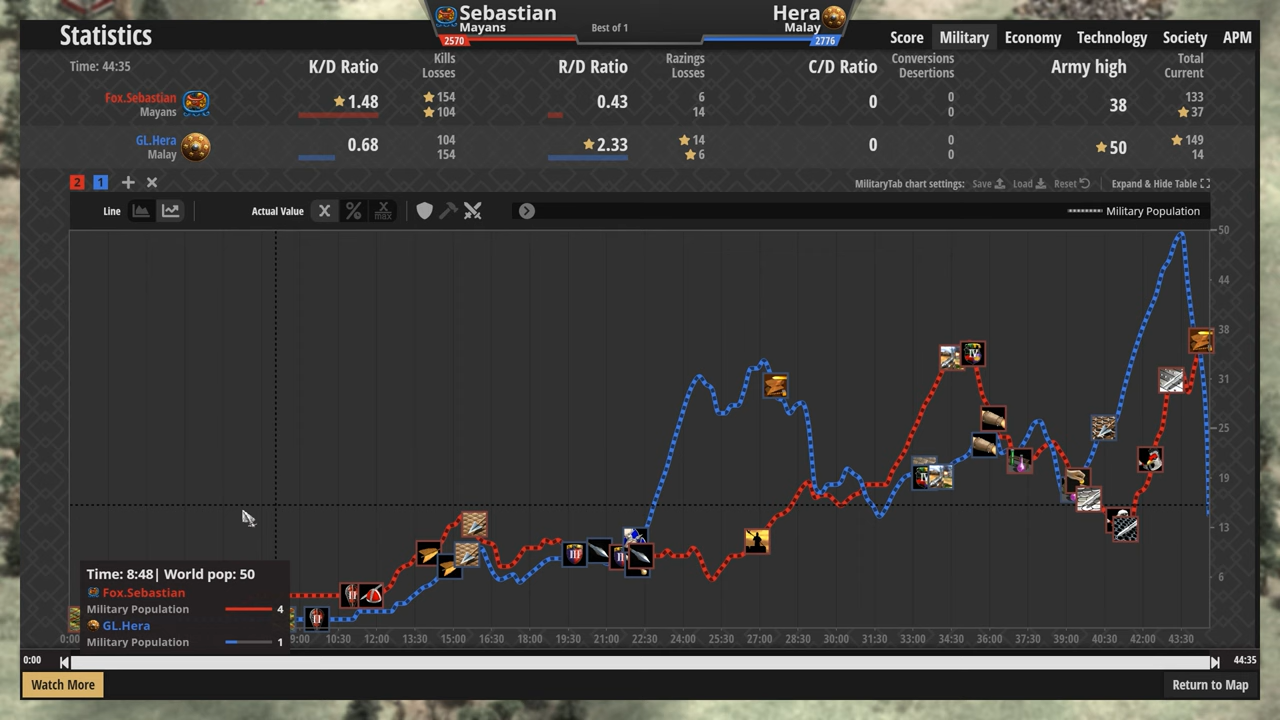 Sebastian
Mayans
2570
Best of 1
Hera
Malay
2776
Statistics
Score Military Economy Technology Society APM
Time: 44:35
K/D Ratio
Kills
Losses
R/D Ratio
Razings
Losses
C/D Ratio
Conversions
Desertions
Army high
Total
Current
Fox.Sebastian
Mayans
1.48
154
104
0.43
6
14
0
0
0
38
133
37
GL.Hera
Malay
0.68
104
154
2.33
14
6
0
0
0
50
149
14
2 1
MilitaryTab chart settings: Save Load Reset Expand & Hide Table
Line Actual Value X % X max Military Population
50
44
38
31
25
19
13
6
Time: 8:48| World pop: 50
Fox.Sebastian
Military Population 4
GL.Hera
Military Population 1
0:00 9:00 10:30 12:00 13:30 15:00 16:30 18:00 19:30 21:00 22:30 24:00 25:30 27:00 28:30 30:00 31:30 33:00 34:30 36:00 37:30 39:00 40:30 42:00 43:30
0:00 44:35
Watch More
Return to Map